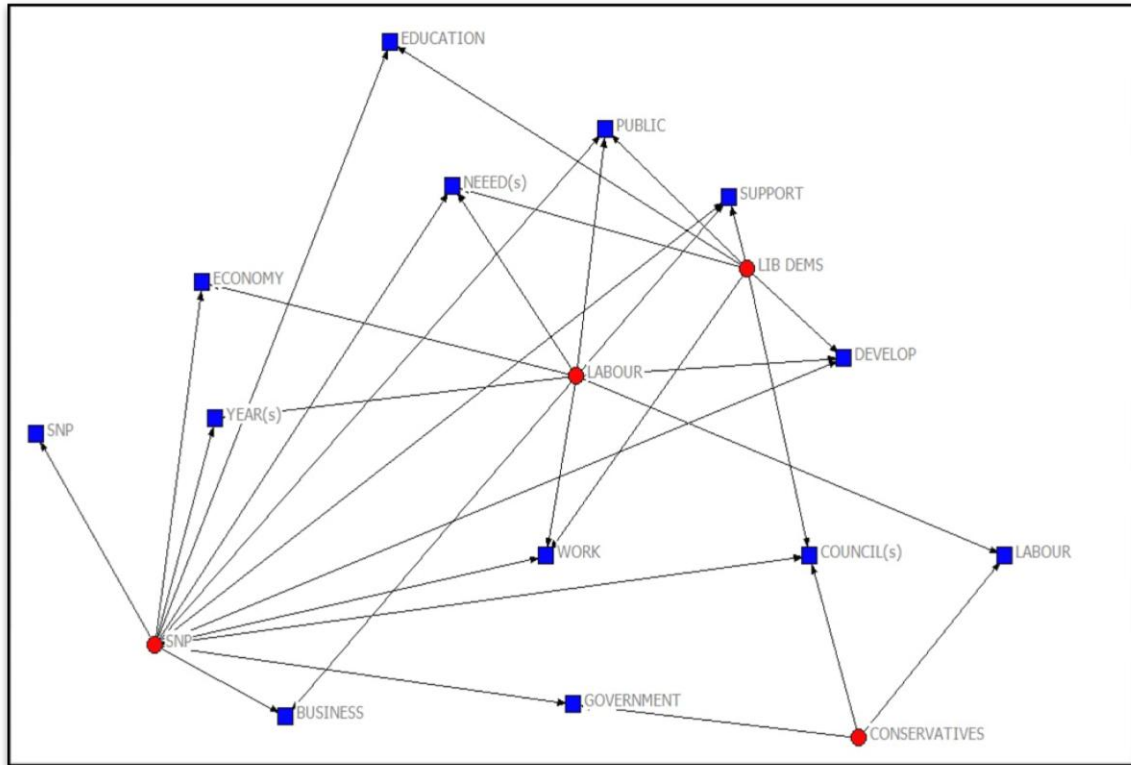 EDUCATION
PUBLIC
NEEED(s)
SUPPORT
LIB DEMS
ECONOMY
DEVELOP
LABOUR
YEAR(s)
SNP
WORK
COUNCIL(s)
LABOUR
SNP
GOVERNMENT
BUSINESS
CONSERVATIVES